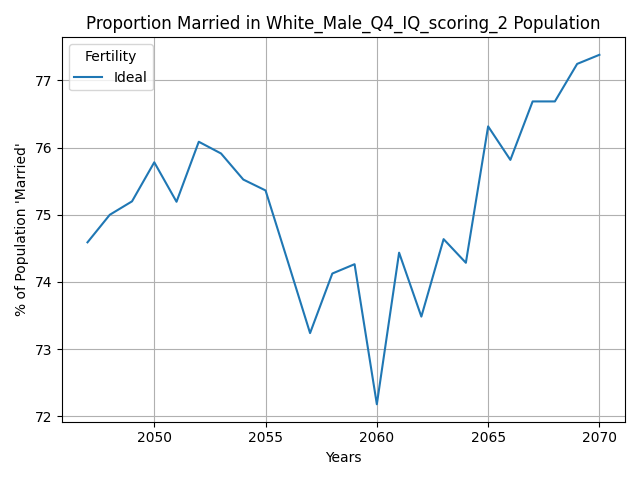 Proportion Married in White_Male_Q4_IQ_scoring_2 Population
Fertility
Ideal
% of Population 'Married'
77
76
75
74
73
72
2050 2055 2060 2065 2070
Years